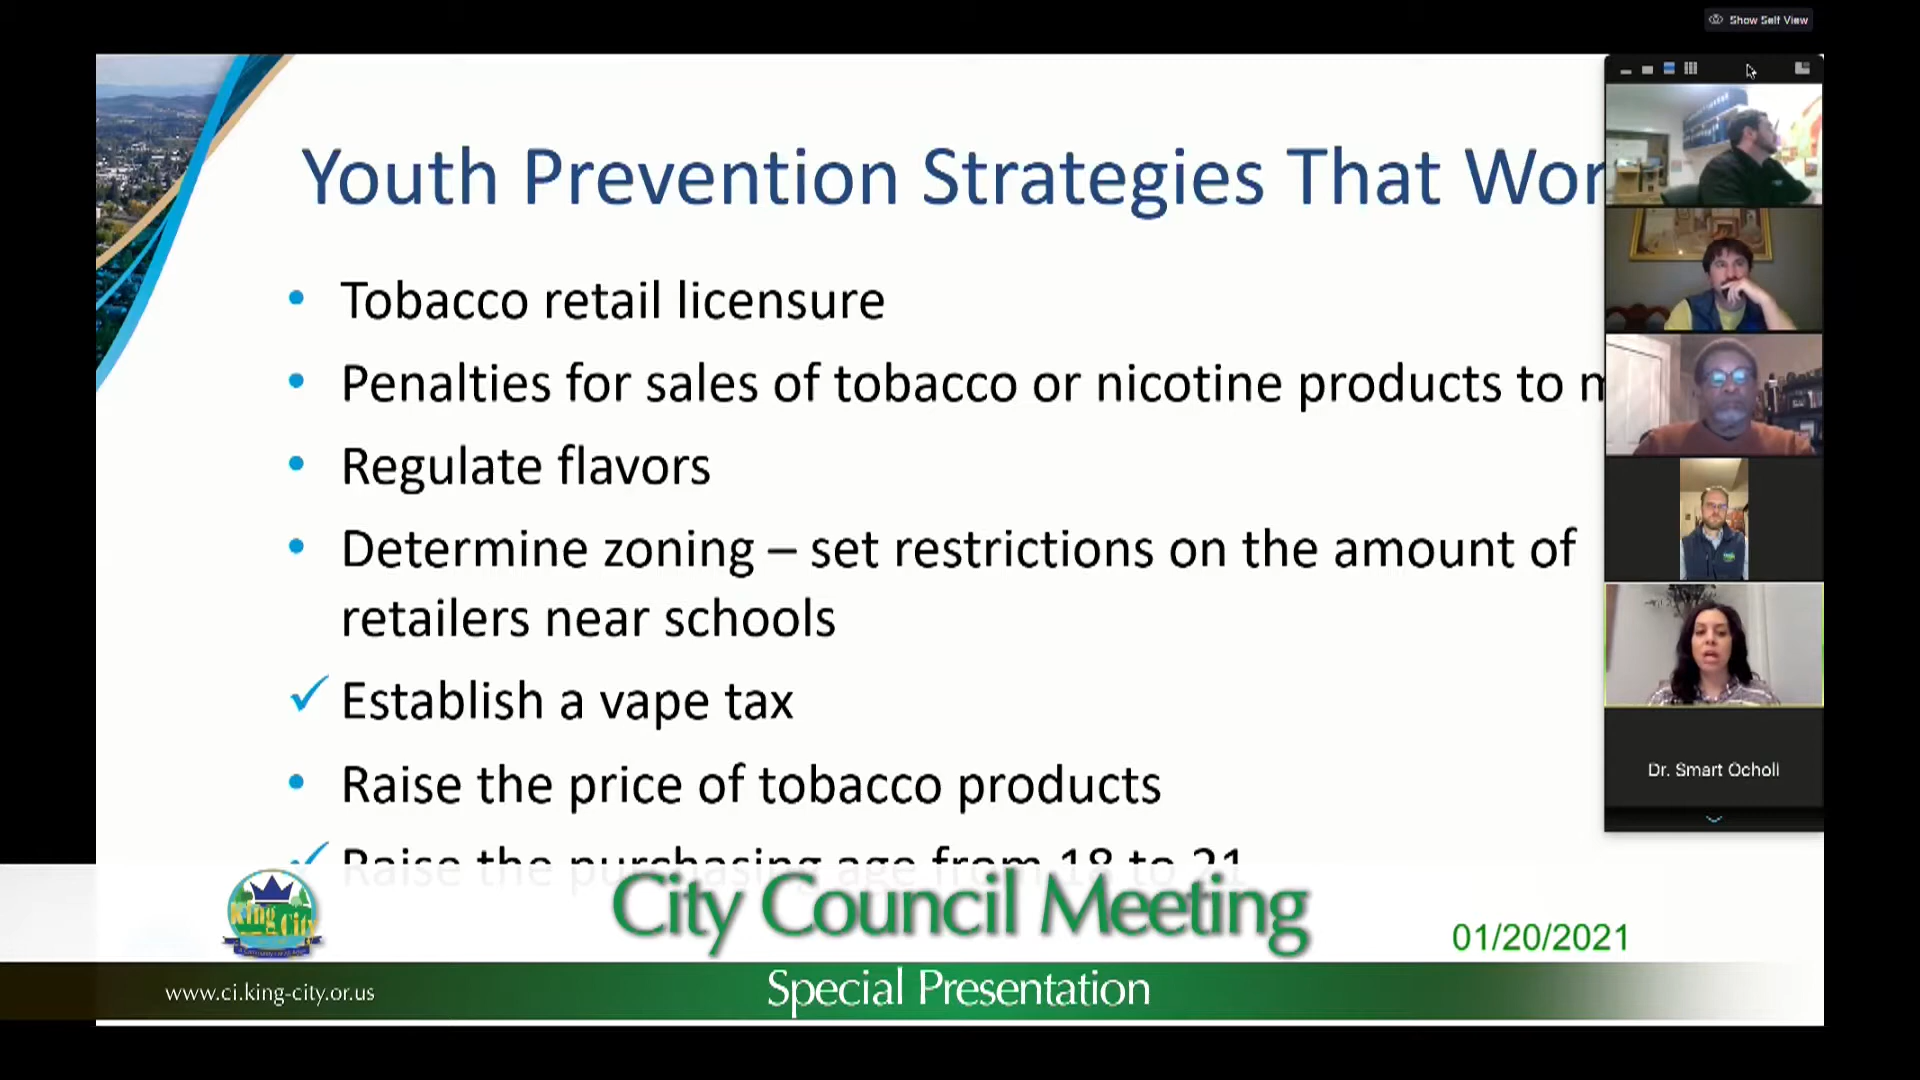 Show Self View
Youth Prevention Strategies That Wor
• Tobacco retail licensure
• Penalties for sales of tobacco or nicotine products to m
• Regulate flavors
• Determine zoning – set restrictions on the amount of
retailers near schools
✓ Establish a vape tax
• Raise the price of tobacco products
✓ Raise the purchasing age from 18 to 21
Dr. Smart Ocholi
King City
City Council Meeting
01/20/2021
www.ci.king-city.or.us
Special Presentation